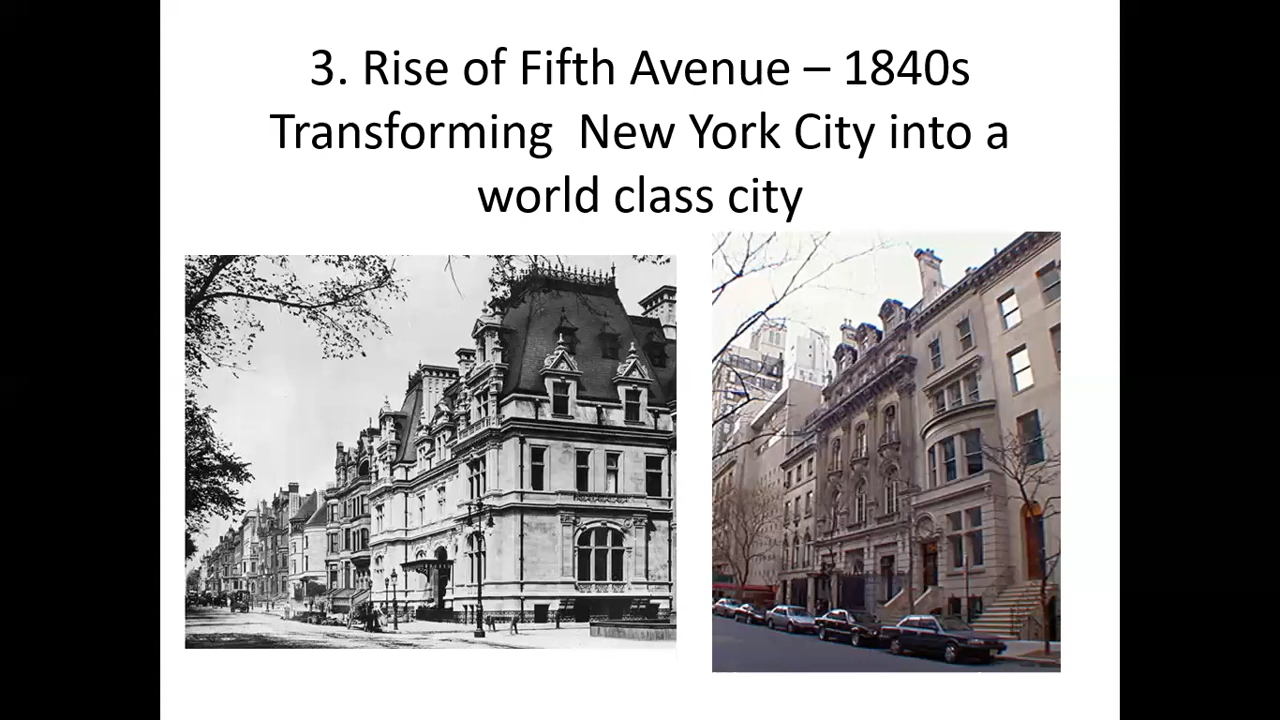 3. Rise of Fifth Avenue – 1840s
Transforming  New York City into a
world class city